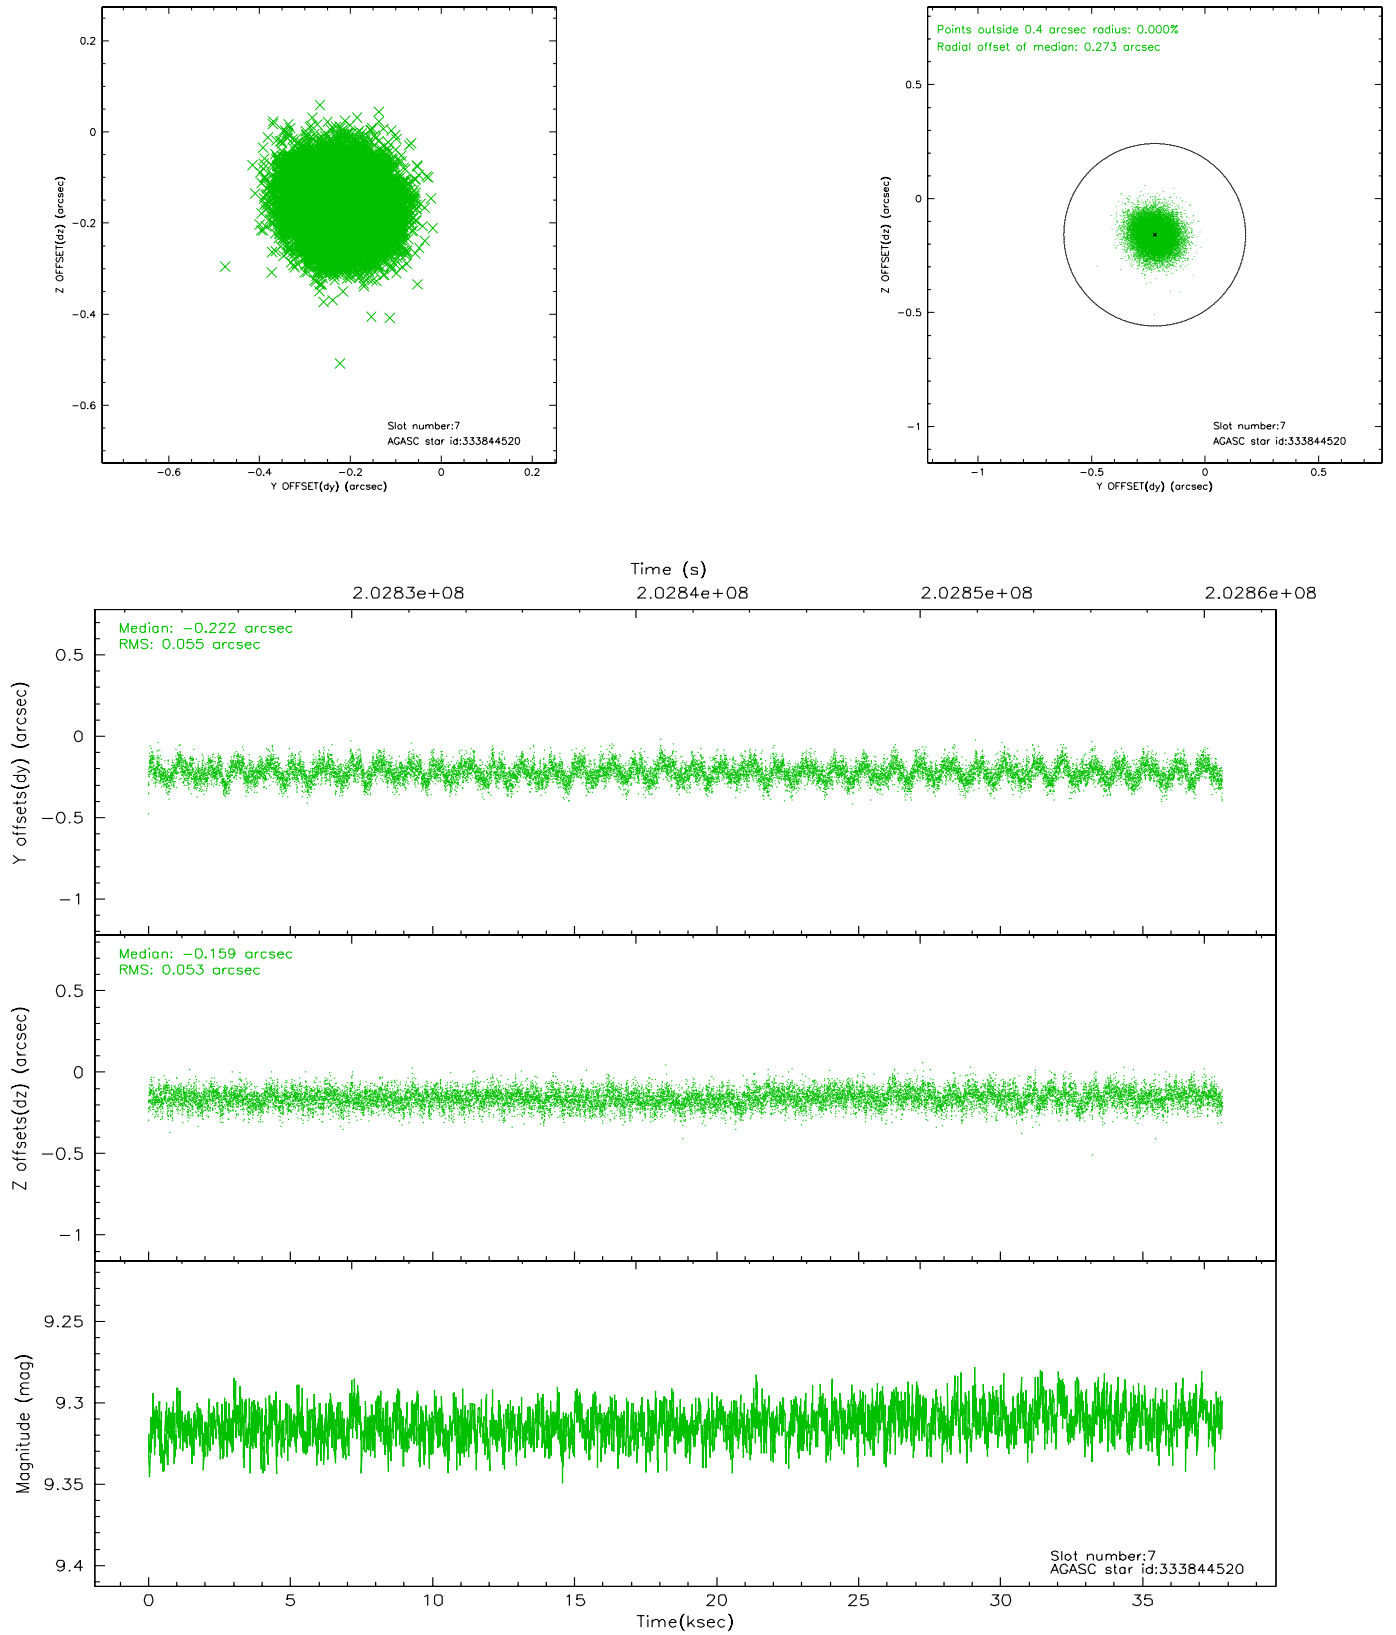 0.2
0
−0.2
−0.4
−0.6
Z OFFSET(dz) (arcsec)
Slot number:7
AGASC star id:333844520
−0.6 −0.4 −0.2 0 0.2
Y OFFSET(dy) (arcsec)
Points outside 0.4 arcsec radius: 0.000%
Radial offset of median: 0.273 arcsec
0.5
0
−0.5
−1
Z OFFSET(dz) (arcsec)
Slot number:7
AGASC star id:333844520
−1 −0.5 0 0.5
Y OFFSET(dy) (arcsec)
Time (s)
2.0283e+08 2.0284e+08 2.0285e+08 2.0286e+08
Median: −0.222 arcsec
RMS: 0.055 arcsec
0.5
0
−0.5
−1
Y offsets(dy) (arcsec)
Median: −0.159 arcsec
RMS: 0.053 arcsec
0.5
0
−0.5
−1
Z offsets(dz) (arcsec)
9.25
9.3
9.35
9.4
Magnitude (mag)
Slot number:7
AGASC star id:333844520
0 5 10 15 20 25 30 35
Time(ksec)